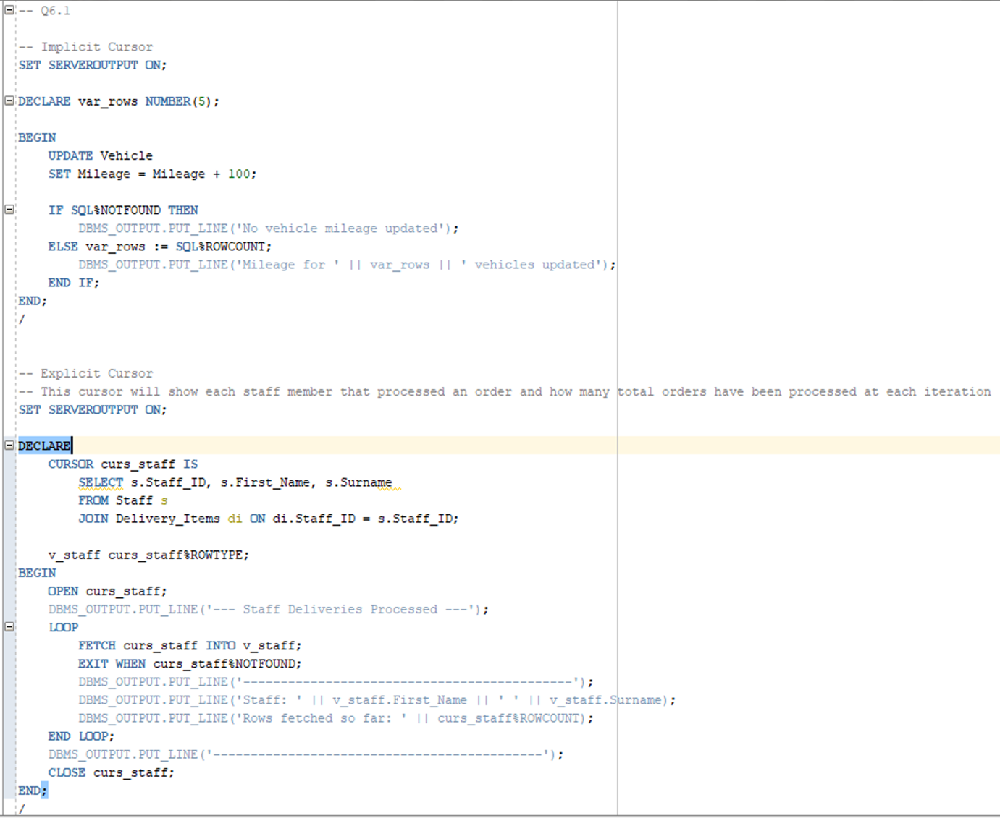 -- Q6.1
-- Implicit Cursor
SET SERVEROUTPUT ON;
DECLARE var_rows NUMBER(5);
BEGIN
UPDATE Vehicle
SET Mileage = Mileage + 100;
IF SQL%NOTFOUND THEN
DBMS_OUTPUT.PUT_LINE('No vehicle mileage updated');
ELSE var_rows := SQL%ROWCOUNT;
DBMS_OUTPUT.PUT_LINE('Mileage for ' || var_rows || ' vehicles updated');
END IF;
END;
/
-- Explicit Cursor
-- This cursor will show each staff member that processed an order and how many total orders have been processed at each iteration
SET SERVEROUTPUT ON;
DECLARE
CURSOR curs_staff IS
SELECT s.Staff_ID, s.First_Name, s.Surname
FROM Staff s
JOIN Delivery_Items di ON di.Staff_ID = s.Staff_ID;
v_staff curs_staff%ROWTYPE;
BEGIN
OPEN curs_staff;
DBMS_OUTPUT.PUT_LINE('--- Staff Deliveries Processed ---');
LOOP
FETCH curs_staff INTO v_staff;
EXIT WHEN curs_staff%NOTFOUND;
DBMS_OUTPUT.PUT_LINE('--------------------------------------------');
DBMS_OUTPUT.PUT_LINE('Staff: ' || v_staff.First_Name || ' ' || v_staff.Surname);
DBMS_OUTPUT.PUT_LINE('Rows fetched so far: ' || curs_staff%ROWCOUNT);
END LOOP;
DBMS_OUTPUT.PUT_LINE('--------------------------------------------');
CLOSE curs_staff;
END;
/